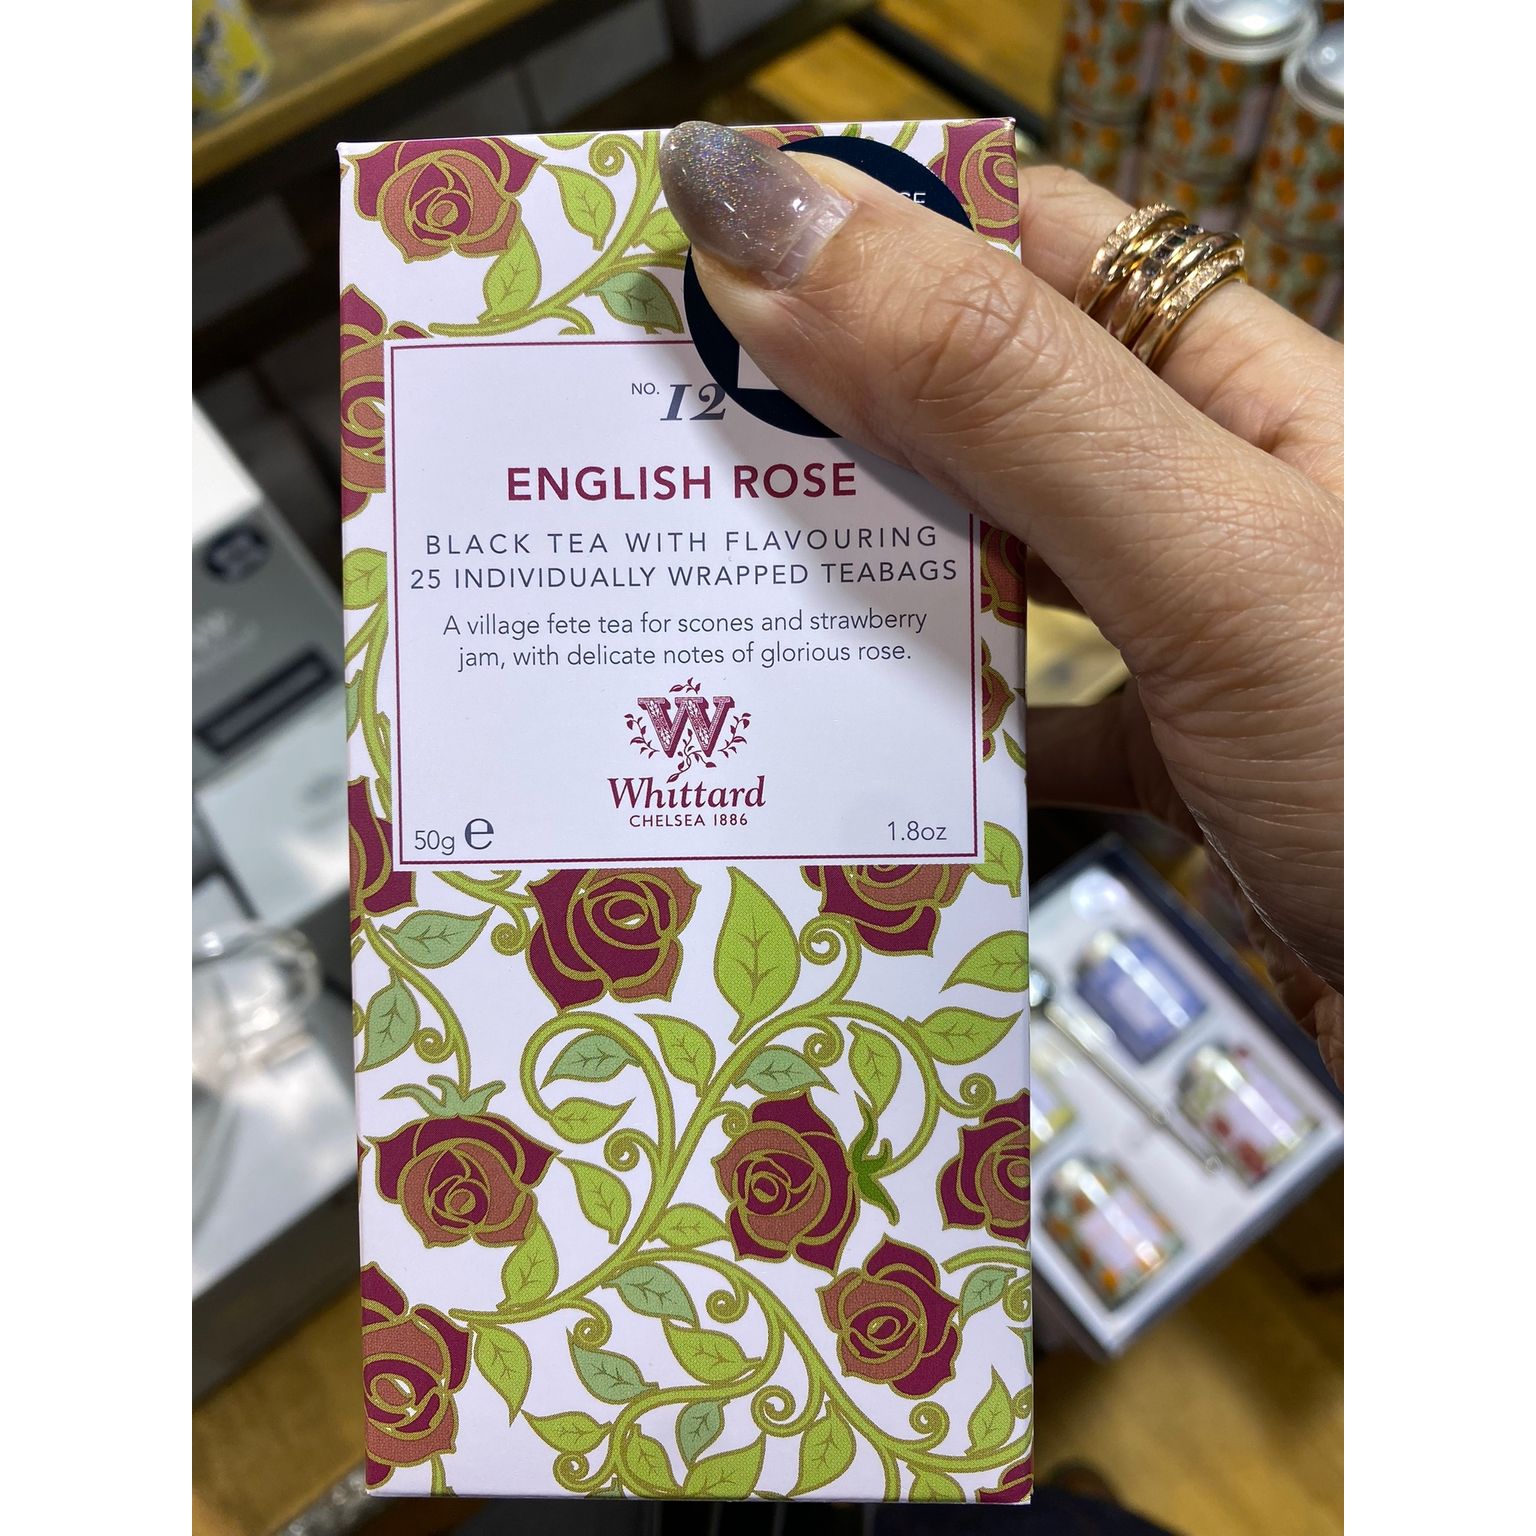 NO. 12
ENGLISH ROSE
BLACK TEA WITH FLAVOURING
25 INDIVIDUALLY WRAPPED TEABAGS
A village fete tea for scones and strawberry
jam, with delicate notes of glorious rose.
W
Whittard
CHELSEA 1886
50g ℮
1.8oz